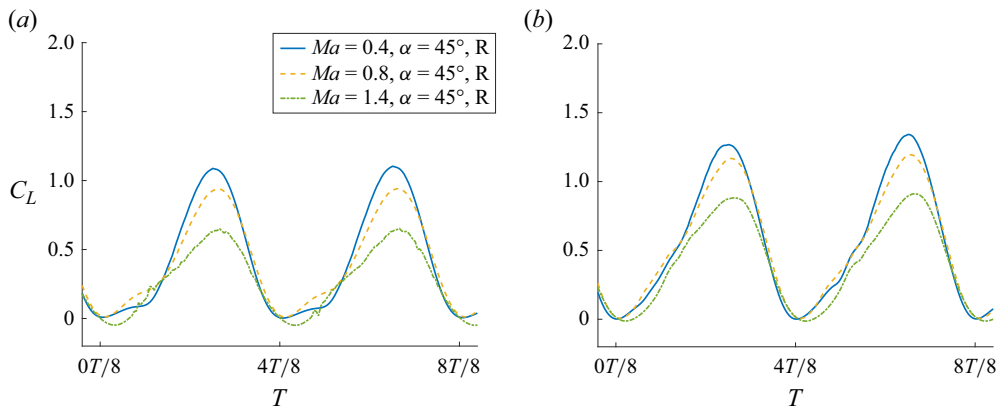 (a)
2.0
1.5
1.0
0.5
0
C_L
0T/8
4T/8
8T/8
T
Ma = 0.4, α = 45°, R
Ma = 0.8, α = 45°, R
Ma = 1.4, α = 45°, R
(b)
2.0
1.5
1.0
0.5
0
0T/8
4T/8
8T/8
T